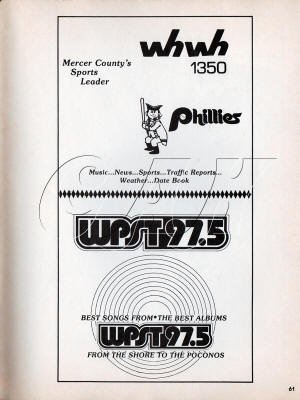 whwh
1350
Mercer County's
Sports
Leader
Phillies
Music...News...Sports...Traffic Reports...
Weather...Date Book
WPST 97.5
BEST SONGS FROM • THE BEST ALBUMS
WPST 97.5
FROM THE SHORE TO THE POCONOS
61